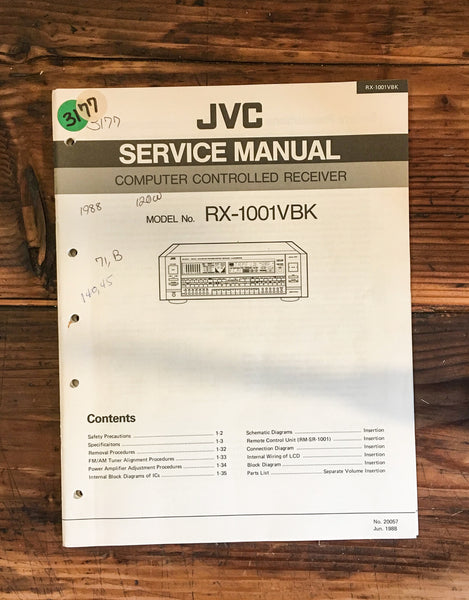 RX-1001VBK
3177
3177
JVC
SERVICE MANUAL
COMPUTER CONTROLLED RECEIVER
1988
120W
MODEL No. RX-1001VBK
71, B
140,45
JVC
Contents
Safety Precautions 1-2
Specificaitons 1-3
Removal Procedures 1-32
FM/AM Tuner Alignment Procedures 1-33
Power Amplifier Adjustment Procedures 1-34
Internal Block Diagrams of ICs 1-35
Schematic Diagrams Insertion
Remote Control Unit (RM-SR-1001) Insertion
Connection Diagram Insertion
Internal Wiring of LCD Insertion
Block Diagram Insertion
Parts List Separate Volume Insertion
No. 20057
Jun. 1988